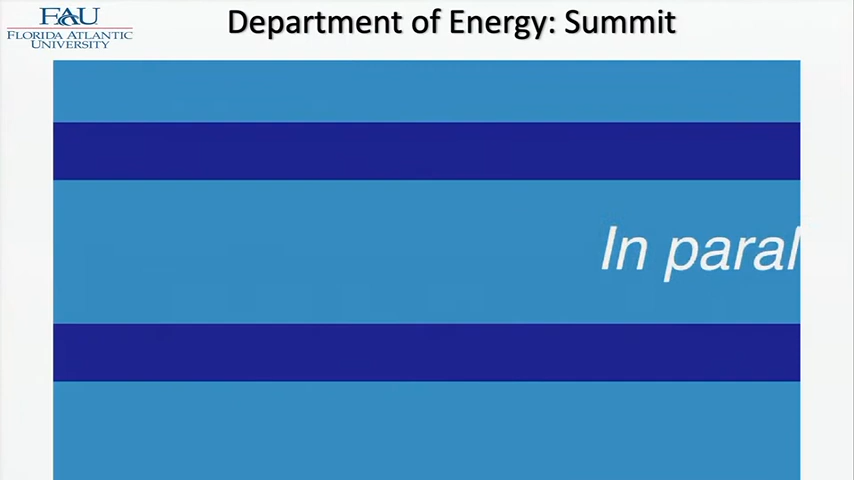 FAU
FLORIDA ATLANTIC
UNIVERSITY
Department of Energy: Summit
In paral